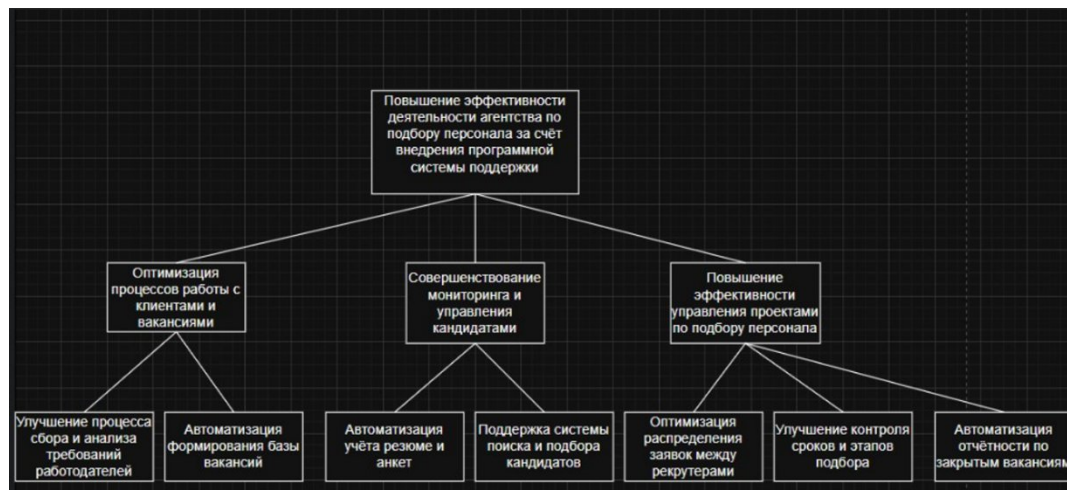 Повышение эффективности
деятельности агентства по
подбору персонала за счёт
внедрения программной
системы поддержки
Оптимизация
процессов работы с
клиентами и
вакансиями
Совершенствование
мониторинга и
управления
кандидатами
Повышение
эффективности
управления проектами
по подбору персонала
Улучшение процесса
сбора и анализа
требований
работодателей
Автоматизация
формирования базы
вакансий
Автоматизация
учёта резюме и
анкет
Поддержка системы
поиска и подбора
кандидатов
Оптимизация
распределения
заявок между
рекрутерами
Улучшение контроля
сроков и этапов
подбора
Автоматизация
отчётности по
закрытым вакансиям